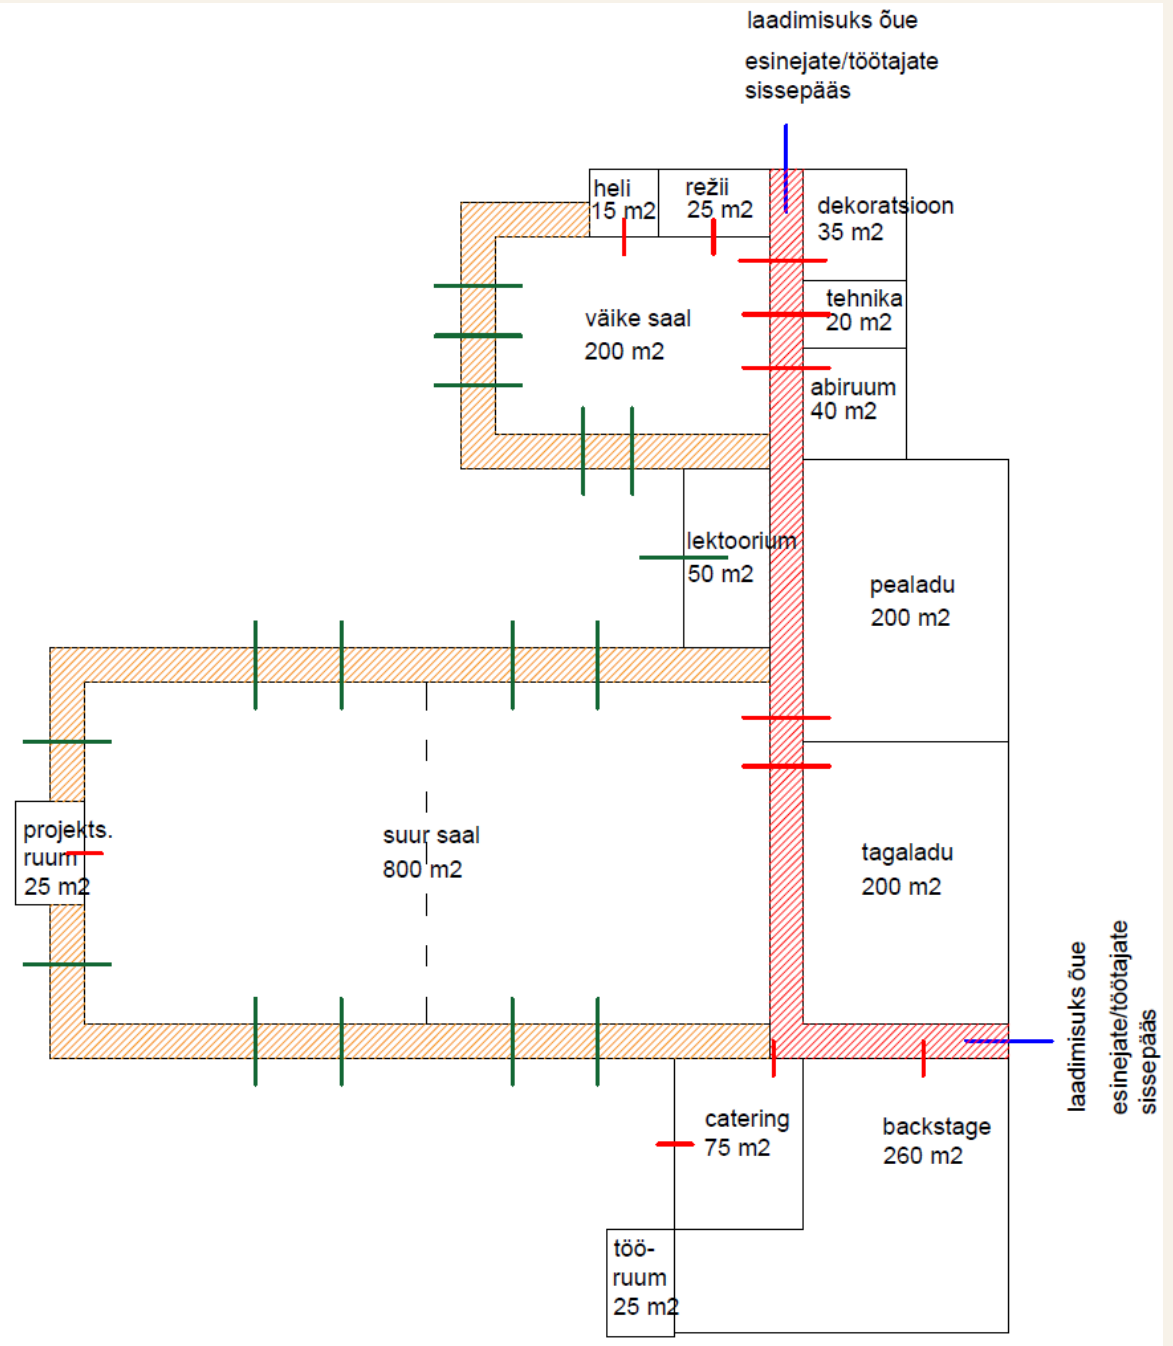 laadimisuks õue
esinejate/töötajate
sissepääs
heli
15 m2
režii
25 m2
dekoratsioon
35 m2
tehnika
20 m2
väike saal
200 m2
abiruum
40 m2
lektoorium
50 m2
pealadu
200 m2
projekts.
ruum
25 m2
suur saal
800 m2
tagaladu
200 m2
laadimisuks õue
esinejate/töötajate
sissepääs
catering
75 m2
backstage
260 m2
töö-
ruum
25 m2